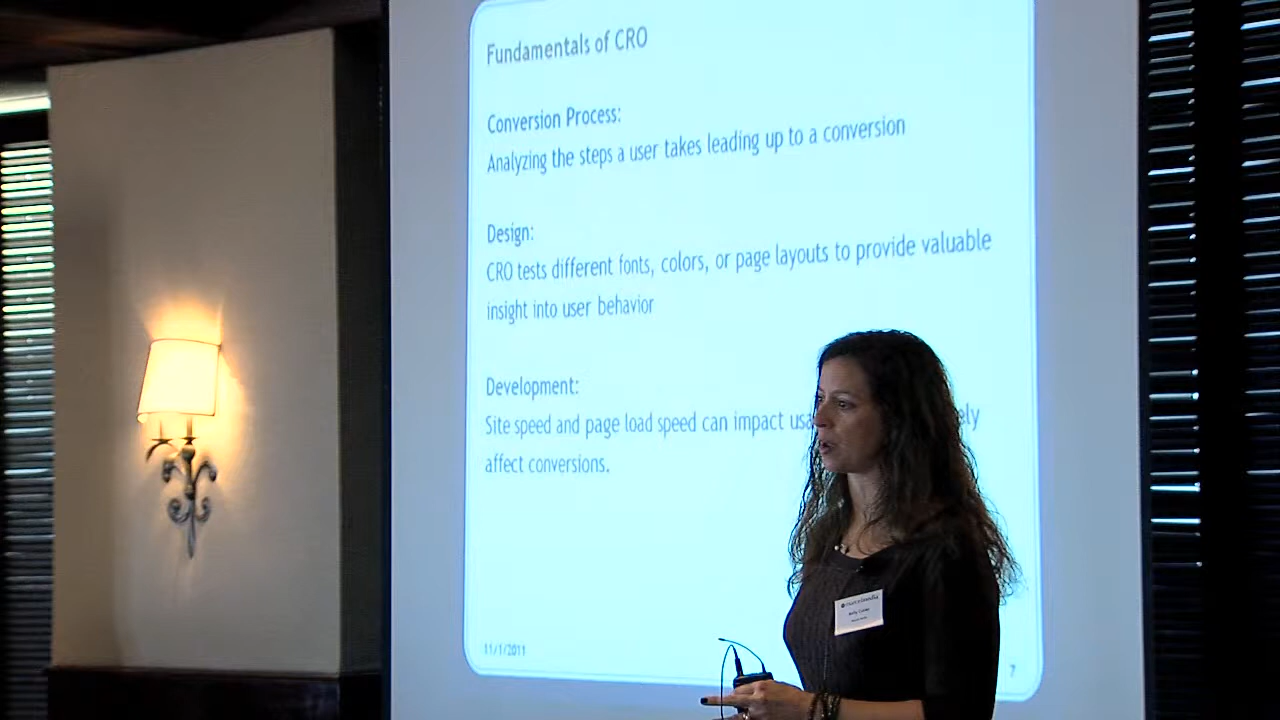 Fundamentals of CRO
Conversion Process:
Analyzing the steps a user takes leading up to a conversion
Design:
CRO tests different fonts, colors, or page layouts to provide valuable
insight into user behavior
Development:
Site speed and page load speed can impact usa ely
affect conversions.
11/1/2011
7